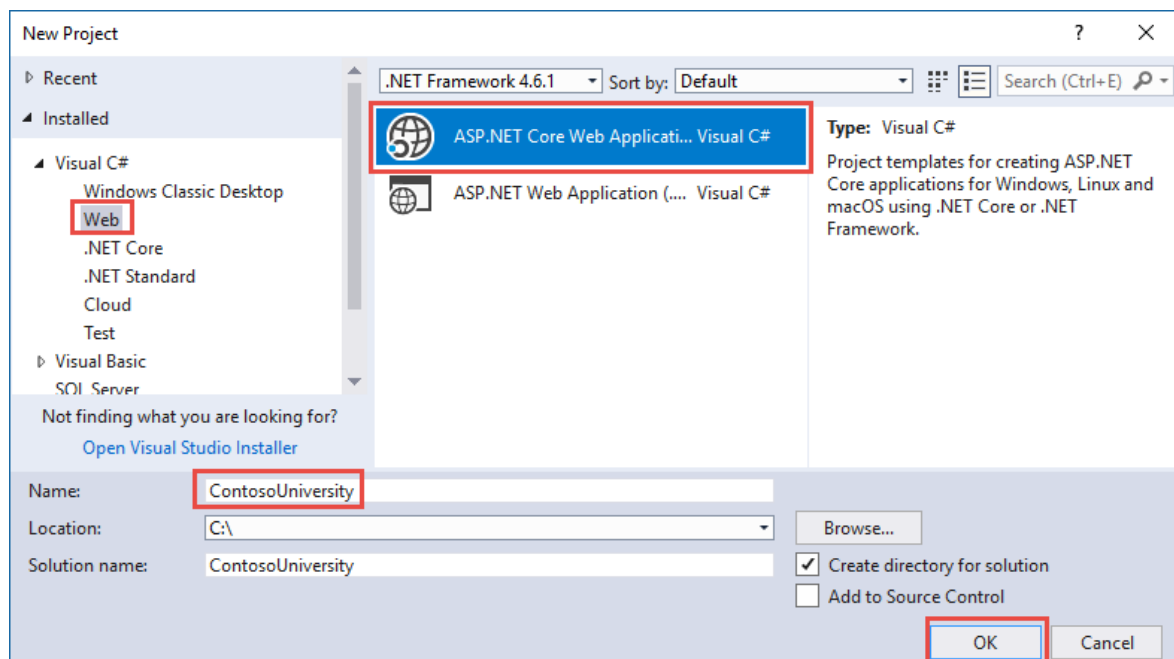 New Project
?
Recent
Installed
Visual C#
Windows Classic Desktop
Web
.NET Core
.NET Standard
Cloud
Test
Visual Basic
SQL Server
Not finding what you are looking for?
Open Visual Studio Installer
.NET Framework 4.6.1 Sort by: Default Search (Ctrl+E)
ASP.NET Core Web Applicati... Visual C#
ASP.NET Web Application (.... Visual C#
Type: Visual C#
Project templates for creating ASP.NET
Core applications for Windows, Linux and
macOS using .NET Core or .NET
Framework.
Name: ContosoUniversity
Location: C:\ Browse...
Solution name: ContosoUniversity
Create directory for solution
Add to Source Control
OK Cancel